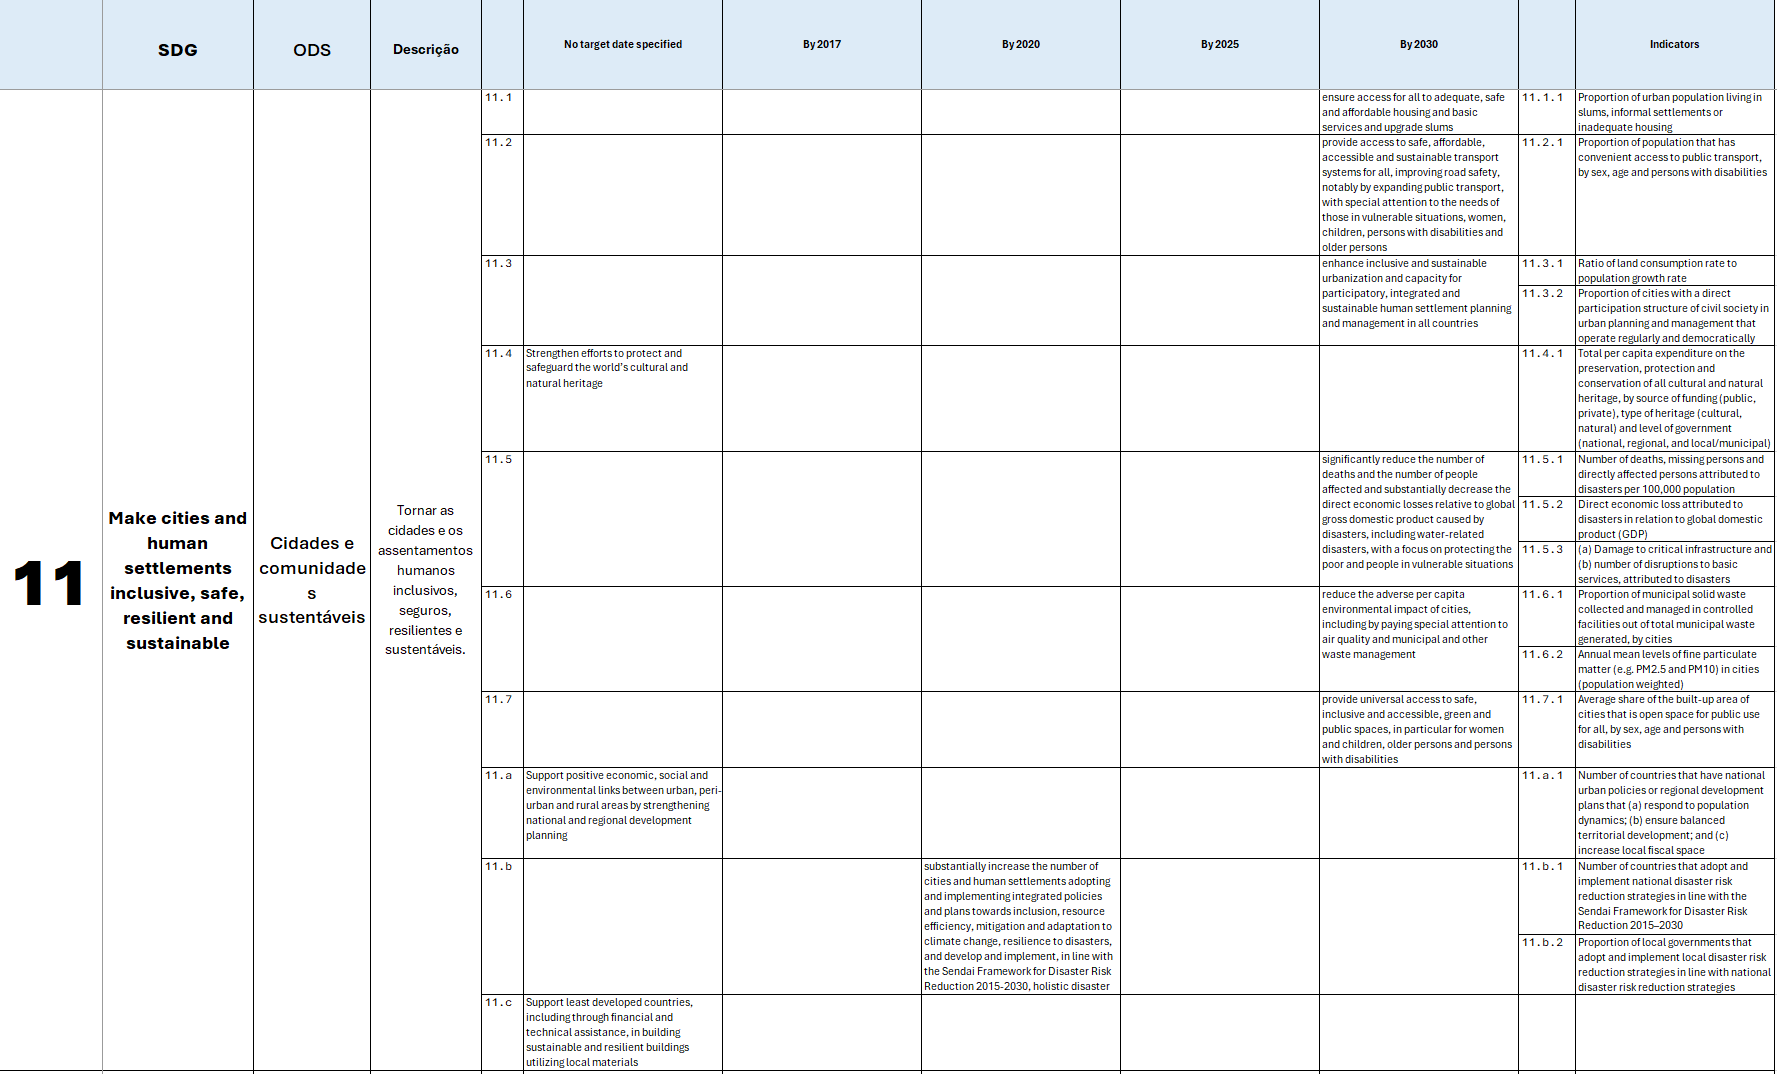 SDG
ODS
Descrição
No target date specified
By 2017
By 2020
By 2025
By 2030
Indicators
11
Make cities and
human
settlements
inclusive, safe,
resilient and
sustainable
Cidades e
comunidade
s
sustentáveis
Tornar as
cidades e os
assentamentos
humanos
inclusivos,
seguros,
resilientes e
sustentáveis.
11.1
ensure access for all to adequate, safe
and affordable housing and basic
services and upgrade slums
11.1.1
Proportion of urban population living in
slums, informal settlements or
inadequate housing
11.2
provide access to safe, affordable,
accessible and sustainable transport
systems for all, improving road safety,
notably by expanding public transport,
with special attention to the needs of
those in vulnerable situations, women,
children, persons with disabilities and
older persons
11.2.1
Proportion of population that has
convenient access to public transport,
by sex, age and persons with disabilities
11.3
enhance inclusive and sustainable
urbanization and capacity for
participatory, integrated and
sustainable human settlement planning
and management in all countries
11.3.1
Ratio of land consumption rate to
population growth rate
11.3.2
Proportion of cities with a direct
participation structure of civil society in
urban planning and management that
operate regularly and democratically
11.4
Strengthen efforts to protect and
safeguard the world's cultural and
natural heritage
11.4.1
Total per capita expenditure on the
preservation, protection and
conservation of all cultural and natural
heritage, by source of funding (public,
private), type of heritage (cultural,
natural) and level of government
(national, regional, and local/municipal)
11.5
significantly reduce the number of
deaths and the number of people
affected and substantially decrease the
direct economic losses relative to global
gross domestic product caused by
disasters, including water-related
disasters, with a focus on protecting the
poor and people in vulnerable situations
11.5.1
Number of deaths, missing persons and
directly affected persons attributed to
disasters per 100,000 population
11.5.2
Direct economic loss attributed to
disasters in relation to global domestic
product (GDP)
11.5.3
(a) Damage to critical infrastructure and
(b) number of disruptions to basic
services, attributed to disasters
11.6
reduce the adverse per capita
environmental impact of cities,
including by paying special attention to
air quality and municipal and other
waste management
11.6.1
Proportion of municipal solid waste
collected and managed in controlled
facilities out of total municipal waste
generated, by cities
11.6.2
Annual mean levels of fine particulate
matter (e.g. PM2.5 and PM10) in cities
(population weighted)
11.7
provide universal access to safe,
inclusive and accessible, green and
public spaces, in particular for women
and children, older persons and persons
with disabilities
11.7.1
Average share of the built-up area of
cities that is open space for public use
for all, by sex, age and persons with
disabilities
11.a
Support positive economic, social and
environmental links between urban, peri-
urban and rural areas by strengthening
national and regional development
planning
11.a.1
Number of countries that have national
urban policies or regional development
plans that (a) respond to population
dynamics; (b) ensure balanced
territorial development; and (c)
increase local fiscal space
11.b
substantially increase the number of
cities and human settlements adopting
and implementing integrated policies
and plans towards inclusion, resource
efficiency, mitigation and adaptation to
climate change, resilience to disasters,
and develop and implement, in line with
the Sendai Framework for Disaster Risk
Reduction 2015-2030, holistic disaster
11.b.1
Number of countries that adopt and
implement national disaster risk
reduction strategies in line with the
Sendai Framework for Disaster Risk
Reduction 2015–2030
11.b.2
Proportion of local governments that
adopt and implement local disaster risk
reduction strategies in line with national
disaster risk reduction strategies
11.c
Support least developed countries,
including through financial and
technical assistance, in building
sustainable and resilient buildings
utilizing local materials